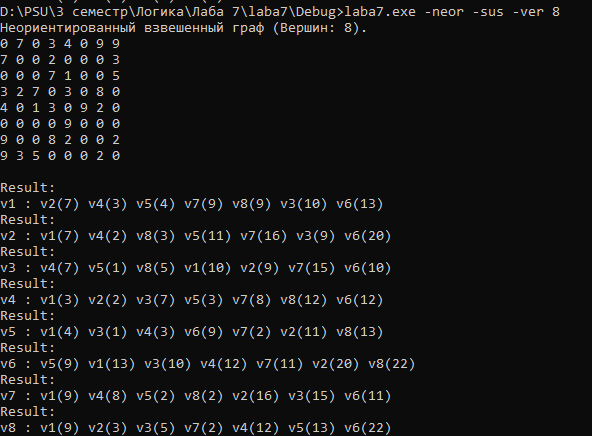 D:\PSU\3 семестр\Логика\Лаба 7\laba7\Debug>laba7.exe -neor -sus -ver 8
Неориентированный взвешенный граф (Вершин: 8).
0 7 0 3 4 0 9 9
7 0 0 2 0 0 0 3
0 0 0 7 1 0 0 5
3 2 7 0 3 0 8 0
4 0 1 3 0 9 2 0
0 0 0 0 9 0 0 0
9 0 0 8 2 0 0 2
9 3 5 0 0 0 2 0
Result:
v1 : v2(7) v4(3) v5(4) v7(9) v8(9) v3(10) v6(13)
Result:
v2 : v1(7) v4(2) v8(3) v5(11) v7(16) v3(9) v6(20)
Result:
v3 : v4(7) v5(1) v8(5) v1(10) v2(9) v7(15) v6(10)
Result:
v4 : v1(3) v2(2) v3(7) v5(3) v7(8) v8(12) v6(12)
Result:
v5 : v1(4) v3(1) v4(3) v6(9) v7(2) v2(11) v8(13)
Result:
v6 : v5(9) v1(13) v3(10) v4(12) v7(11) v2(20) v8(22)
Result:
v7 : v1(9) v4(8) v5(2) v8(2) v2(16) v3(15) v6(11)
Result:
v8 : v1(9) v2(3) v3(5) v7(2) v4(12) v5(13) v6(22)